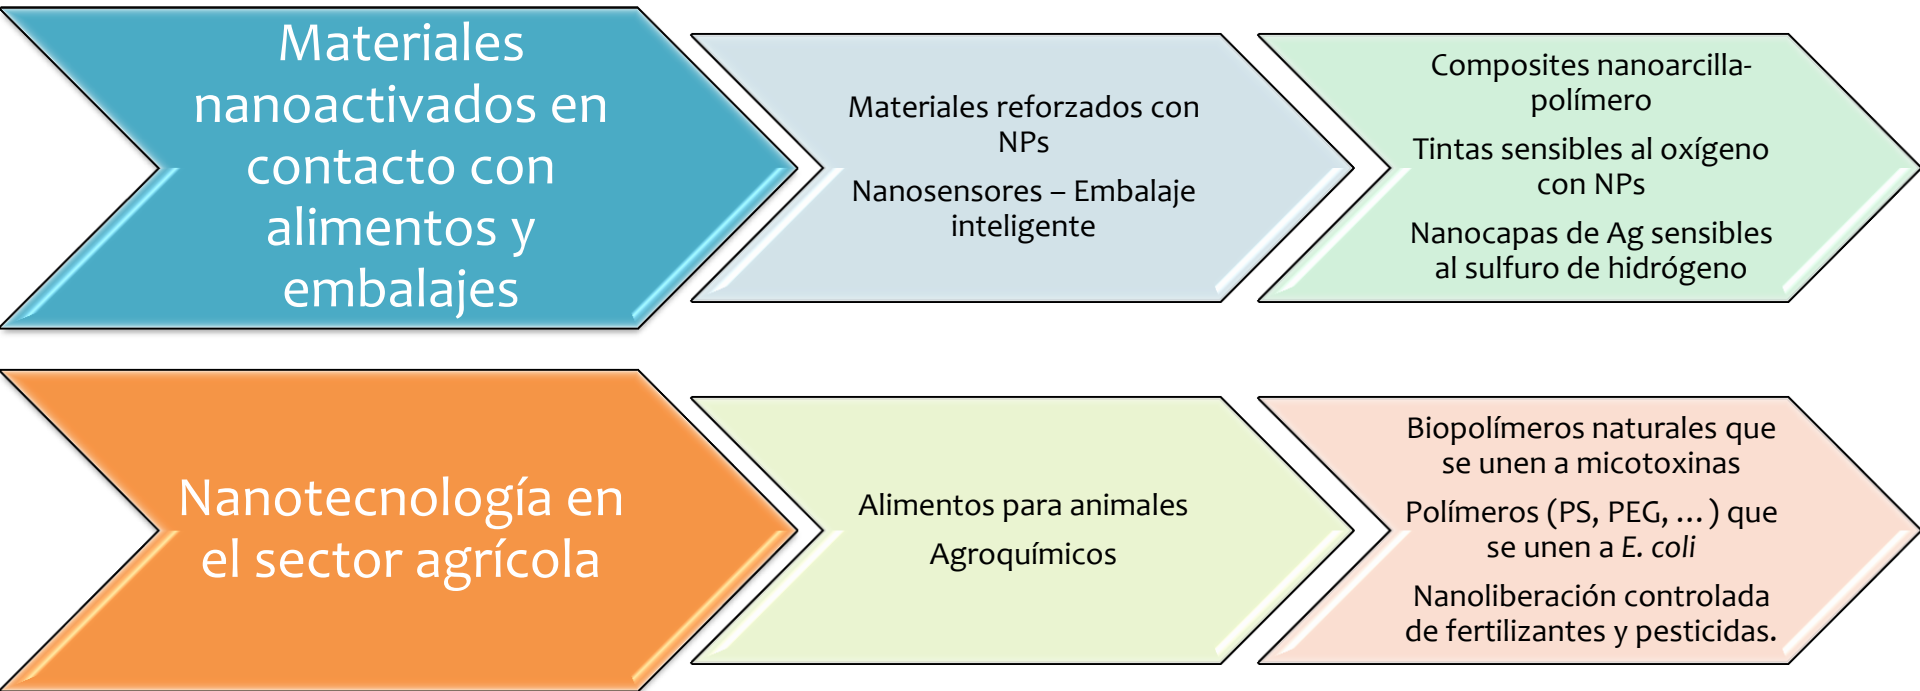 Materiales
nanoactivados en
contacto con
alimentos y
embalajes
Materiales reforzados con
NPs
Nanosensores – Embalaje
inteligente
Composites nanoarcilla-
polímero
Tintas sensibles al oxígeno
con NPs
Nanocapas de Ag sensibles
al sulfuro de hidrógeno
Nanotecnología en
el sector agrícola
Alimentos para animales
Agroquímicos
Biopolímeros naturales que
se unen a micotoxinas
Polímeros (PS, PEG, … ) que
se unen a E. coli
Nanoliberación controlada
de fertilizantes y pesticidas.